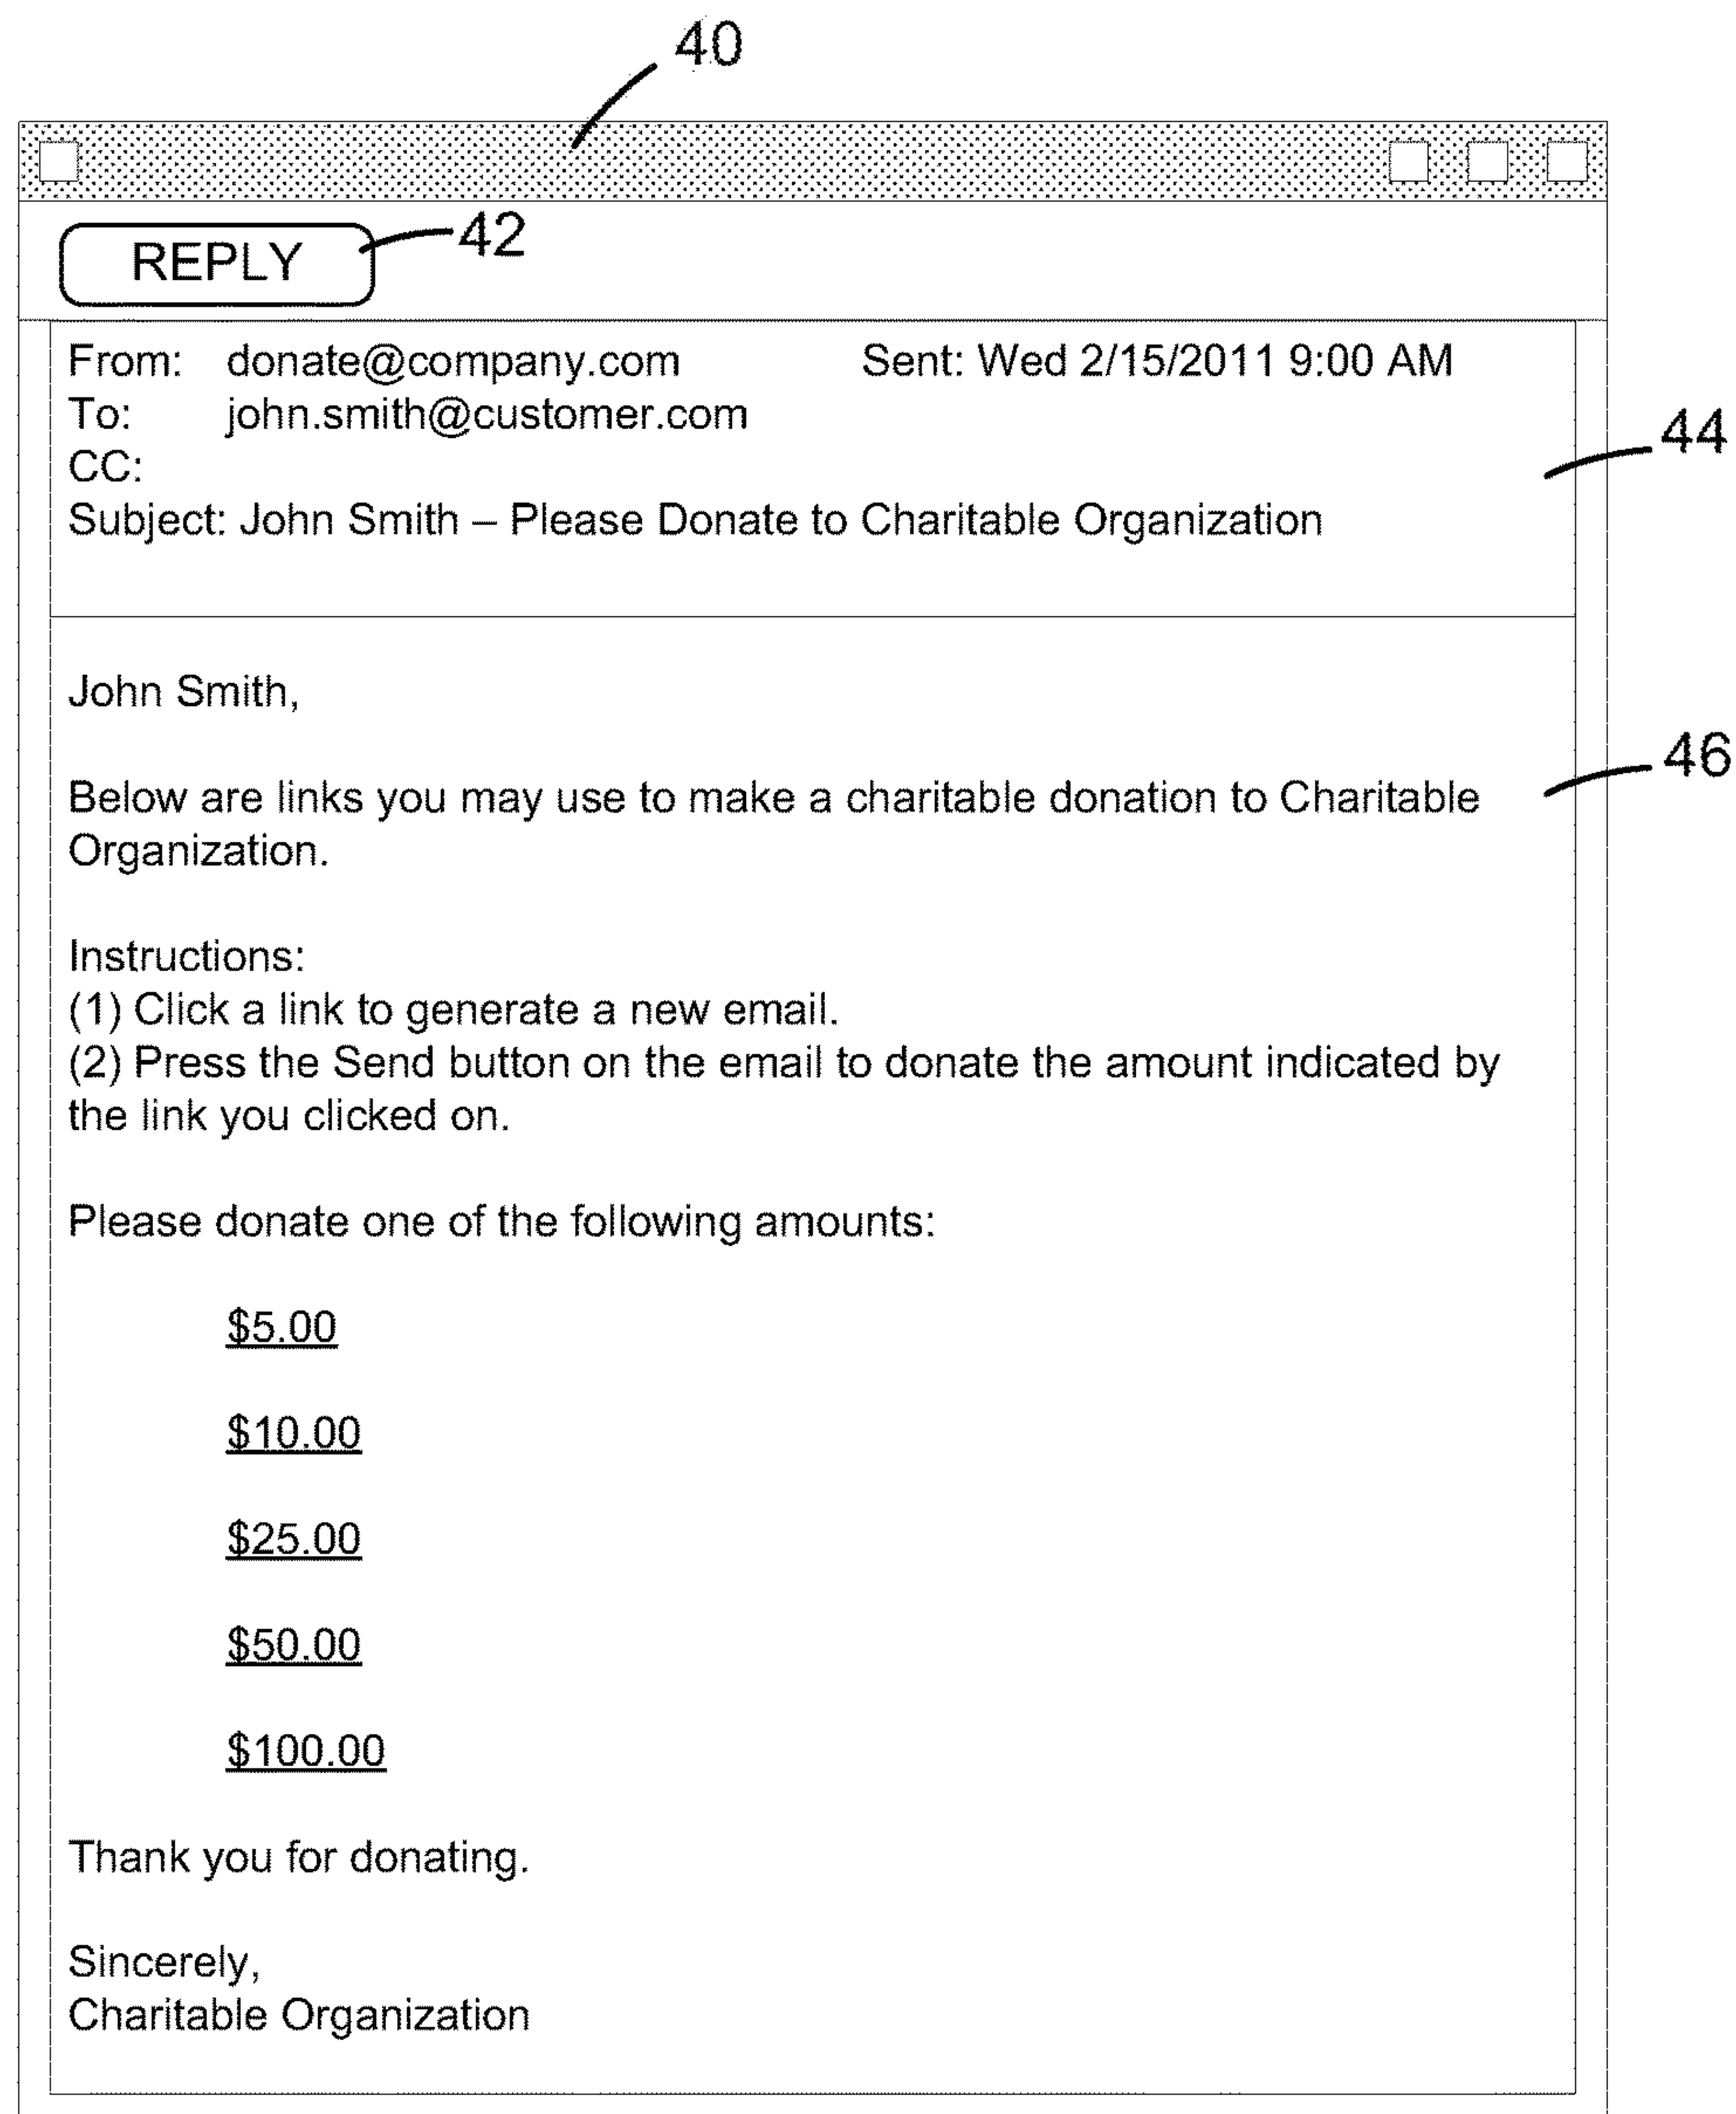 40
REPLY
42
From: donate@company.com Sent: Wed 2/15/2011 9:00 AM
To: john.smith@customer.com
CC:
44
Subject: John Smith – Please Donate to Charitable Organization
John Smith,
46
Below are links you may use to make a charitable donation to Charitable
Organization.
Instructions:
(1) Click a link to generate a new email.
(2) Press the Send button on the email to donate the amount indicated by
the link you clicked on.
Please donate one of the following amounts:
$5.00
$10.00
$25.00
$50.00
$100.00
Thank you for donating.
Sincerely,
Charitable Organization